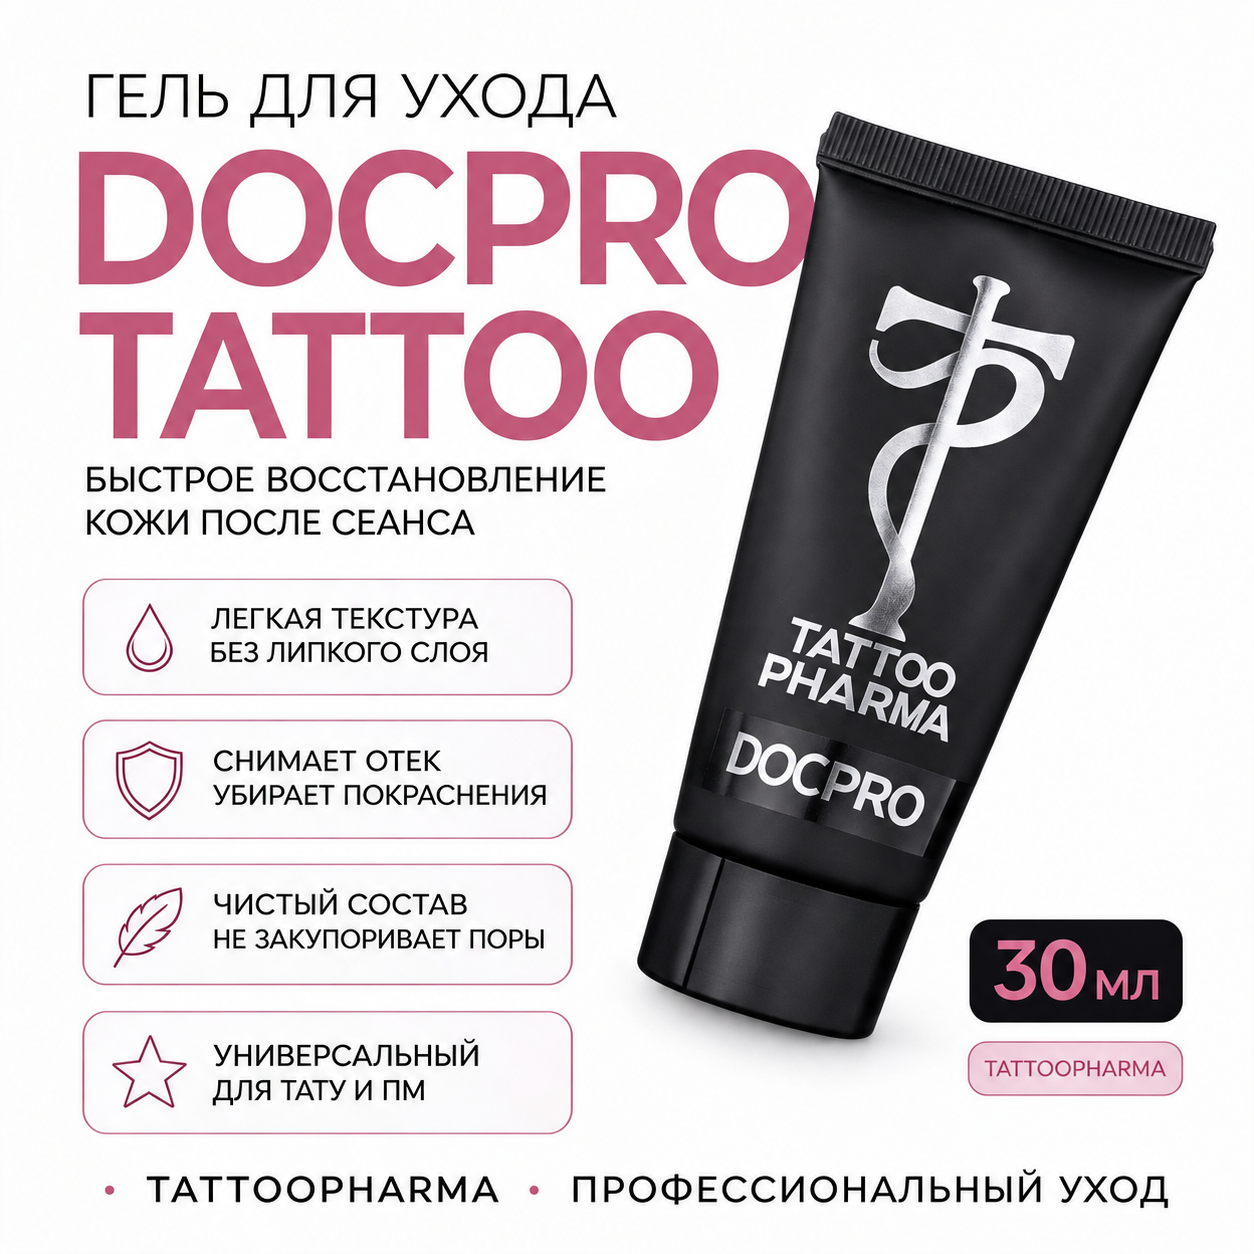 ГЕЛЬ ДЛЯ УХОДА
DOCPRO
TATTOO
БЫСТРОЕ ВОССТАНОВЛЕНИЕ
КОЖИ ПОСЛЕ СЕАНСА
ЛЕГКАЯ ТЕКСТУРА
БЕЗ ЛИПКОГО СЛОЯ
СНИМАЕТ ОТЕК
УБИРАЕТ ПОКРАСНЕНИЯ
ЧИСТЫЙ СОСТАВ
НЕ ЗАКУПОРИВАЕТ ПОРЫ
УНИВЕРСАЛЬНЫЙ
ДЛЯ ТАТУ И ПМ
TATTOO
PHARMA
DOCPRO
30 МЛ
TATTOOPHARMA
• TATTOOPHARMA • ПРОФЕССИОНАЛЬНЫЙ УХОД